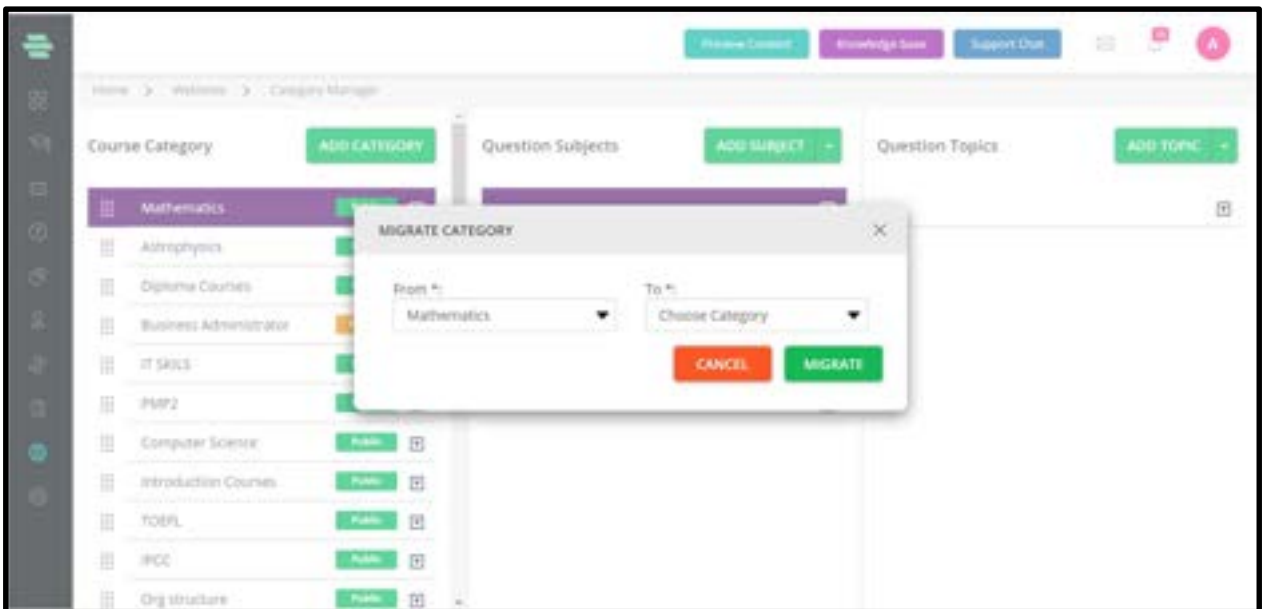 Preview Content
Knowledge base
Support Chat
A
Home > Webinise > Category Manager
Course Category
ADD CATEGORY
Question Subjects
ADD SUBJECT
Question Topics
ADD TOPIC
Mathematics
Astrophysics
Diploma Courses
Business Administrator
IT SKILS
PMP2
Computer Science
Public
Introduction Courses
Public
TOEFL
Public
IPCC
Public
Org structure
Public
MIGRATE CATEGORY
From *:
To *:
Mathematics
Choose Category
CANCEL
MIGRATE